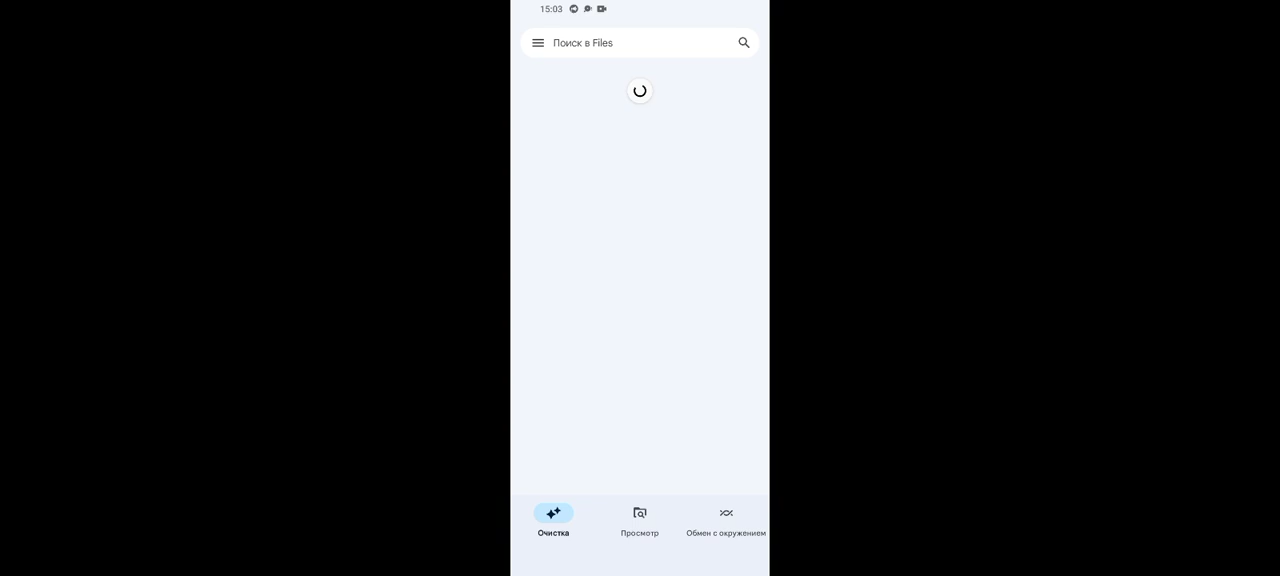 15:03
Поиск в Files
Очистка
Просмотр
Обмен с окружением